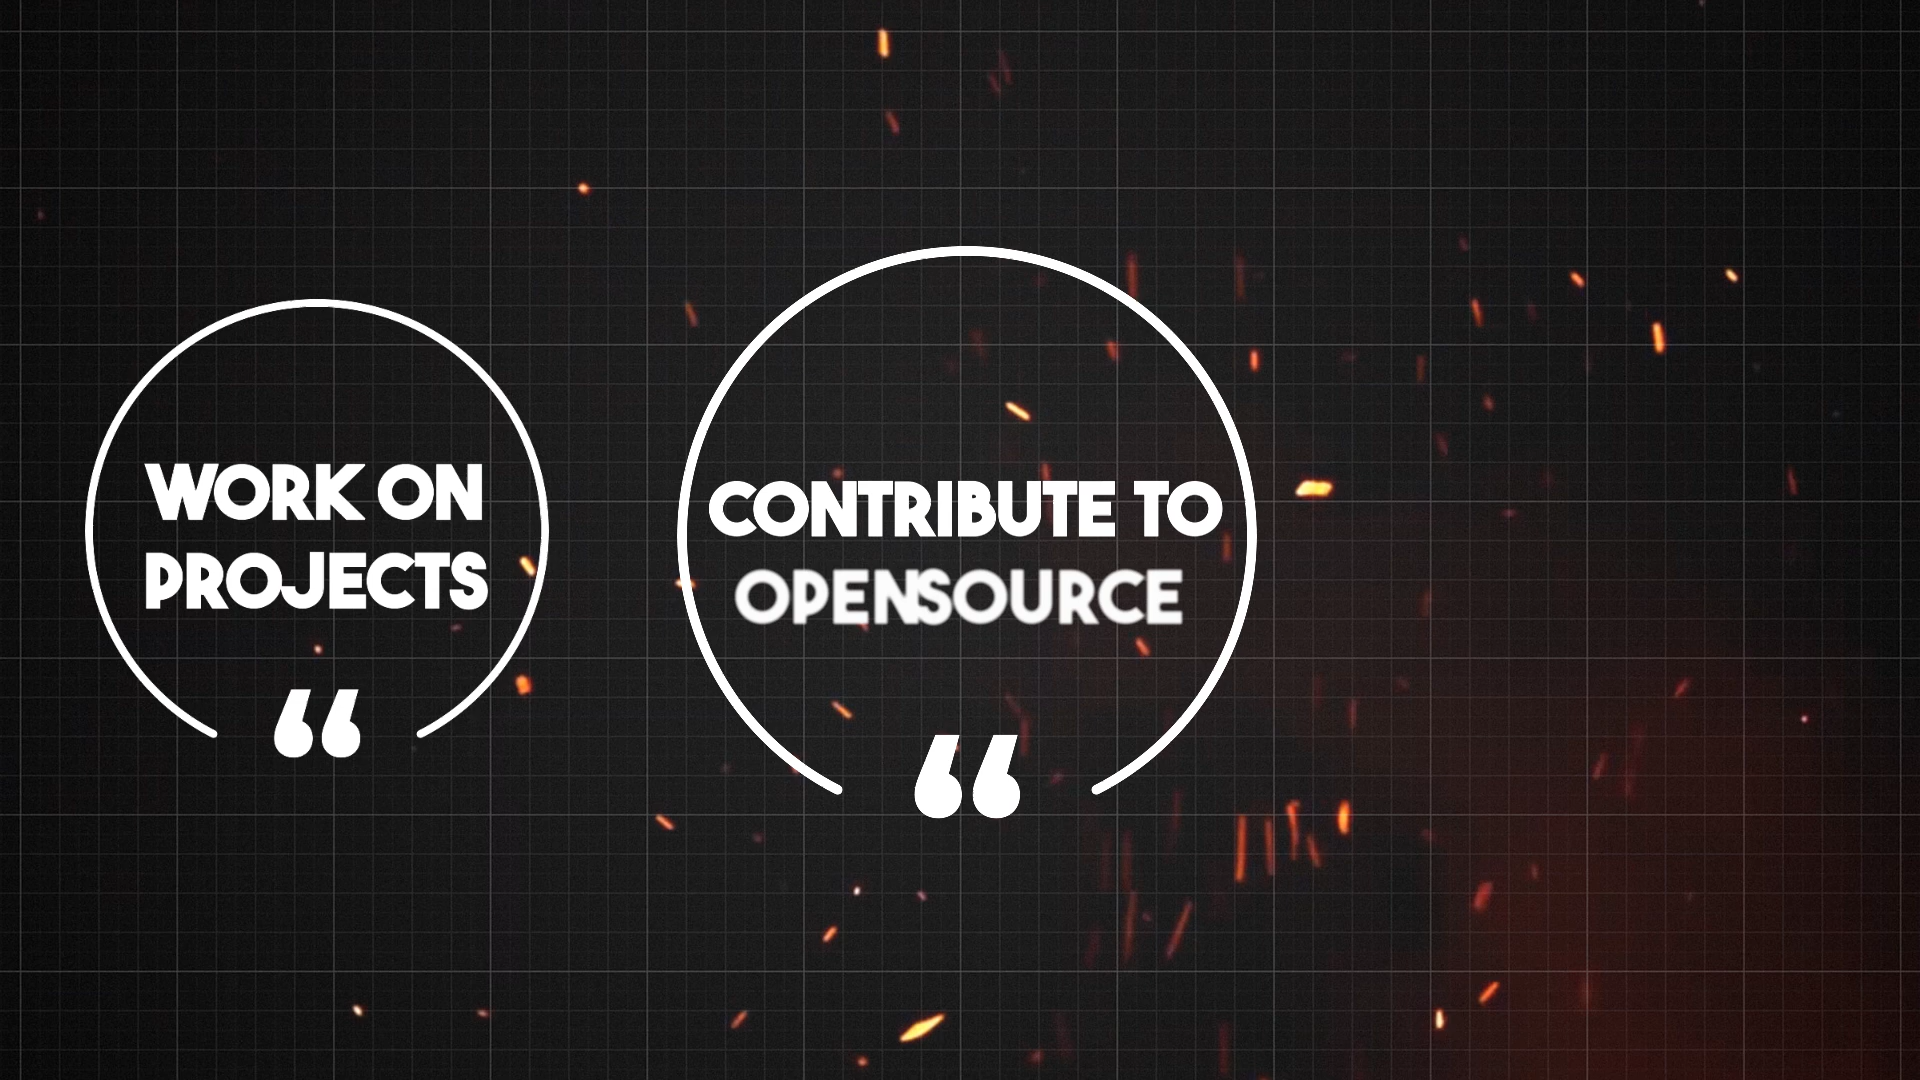 WORK ON
PROJECTS
“
CONTRIBUTE TO
OPENSOURCE
“